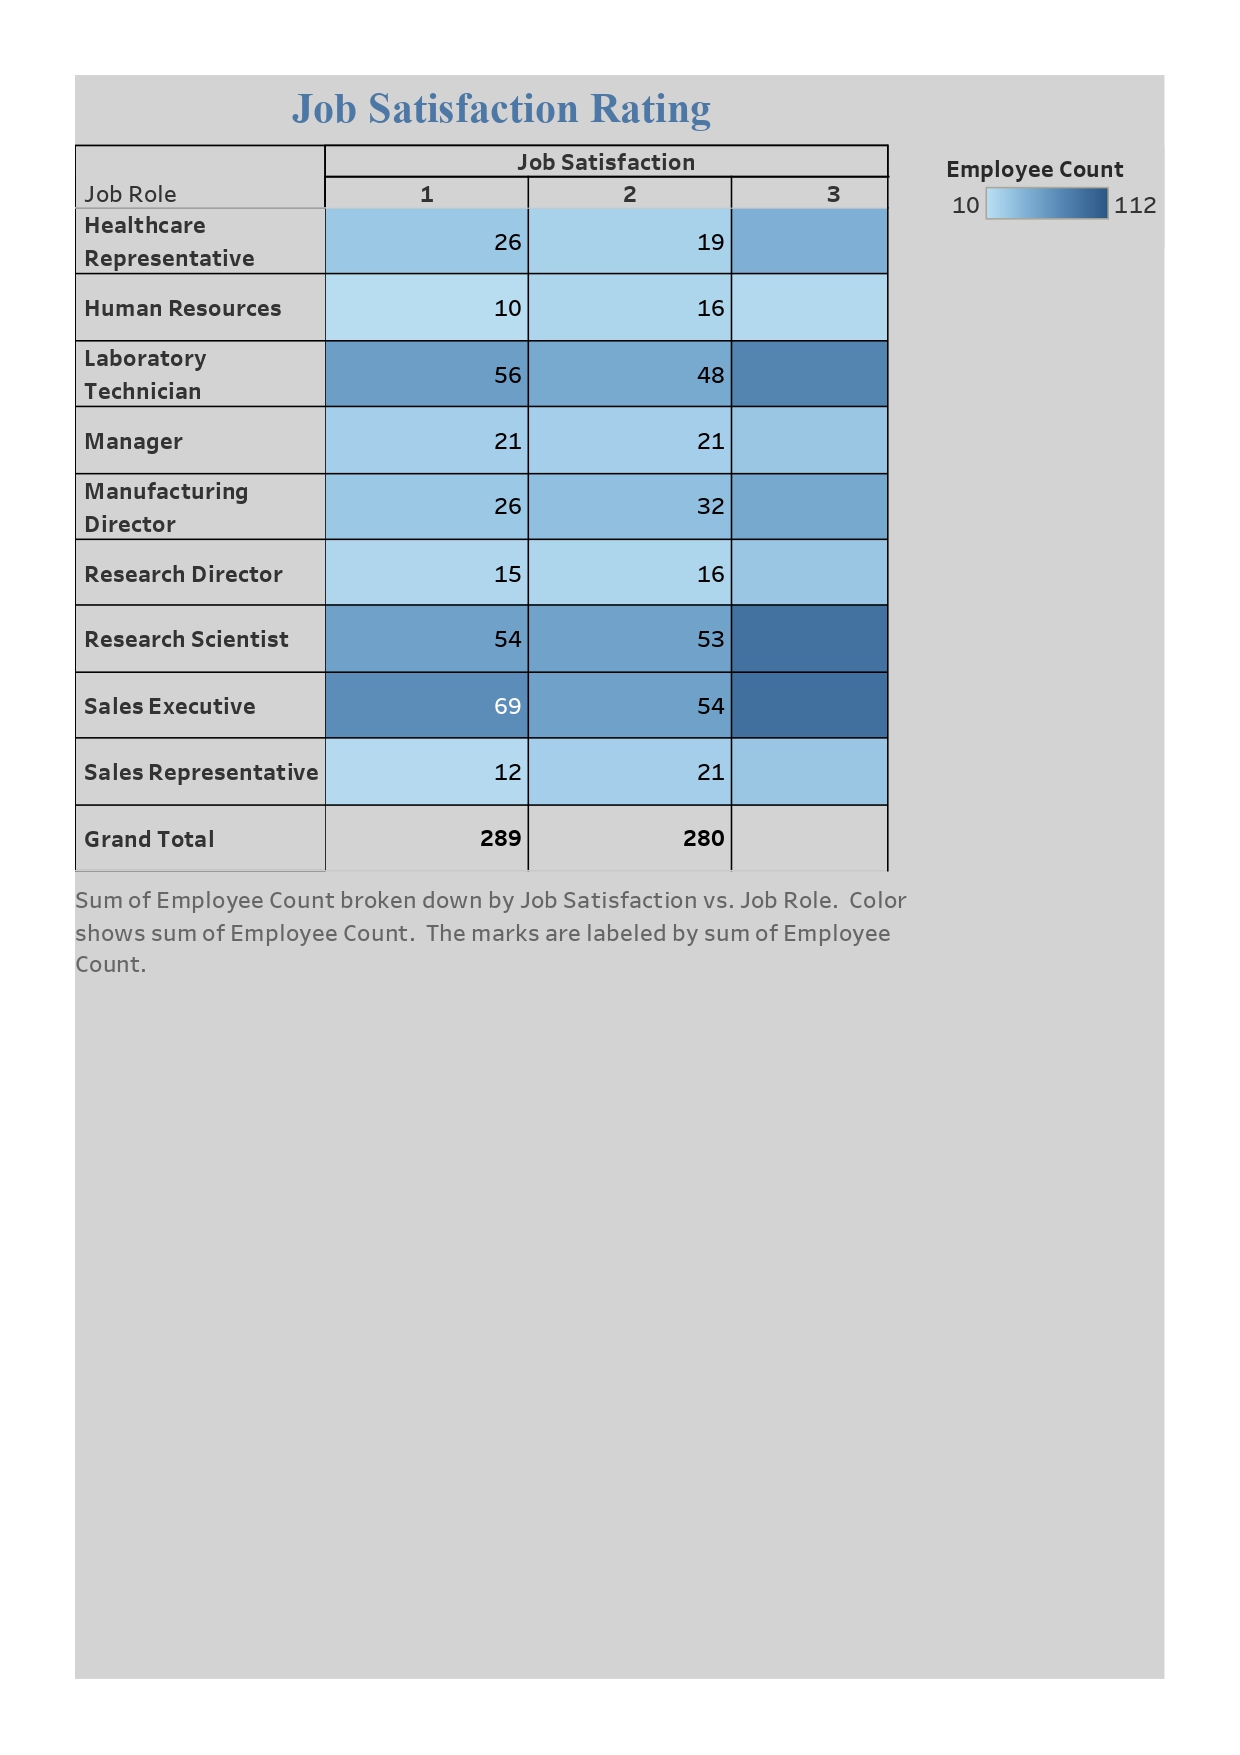 Job Satisfaction Rating
Job Satisfaction
Job Role 1 2 3
Employee Count
10 112
Healthcare
Representative 26 19
Human Resources 10 16
Laboratory
Technician 56 48
Manager 21 21
Manufacturing
Director 26 32
Research Director 15 16
Research Scientist 54 53
Sales Executive 69 54
Sales Representative 12 21
Grand Total 289 280
Sum of Employee Count broken down by Job Satisfaction vs. Job Role.  Color
shows sum of Employee Count.  The marks are labeled by sum of Employee
Count.